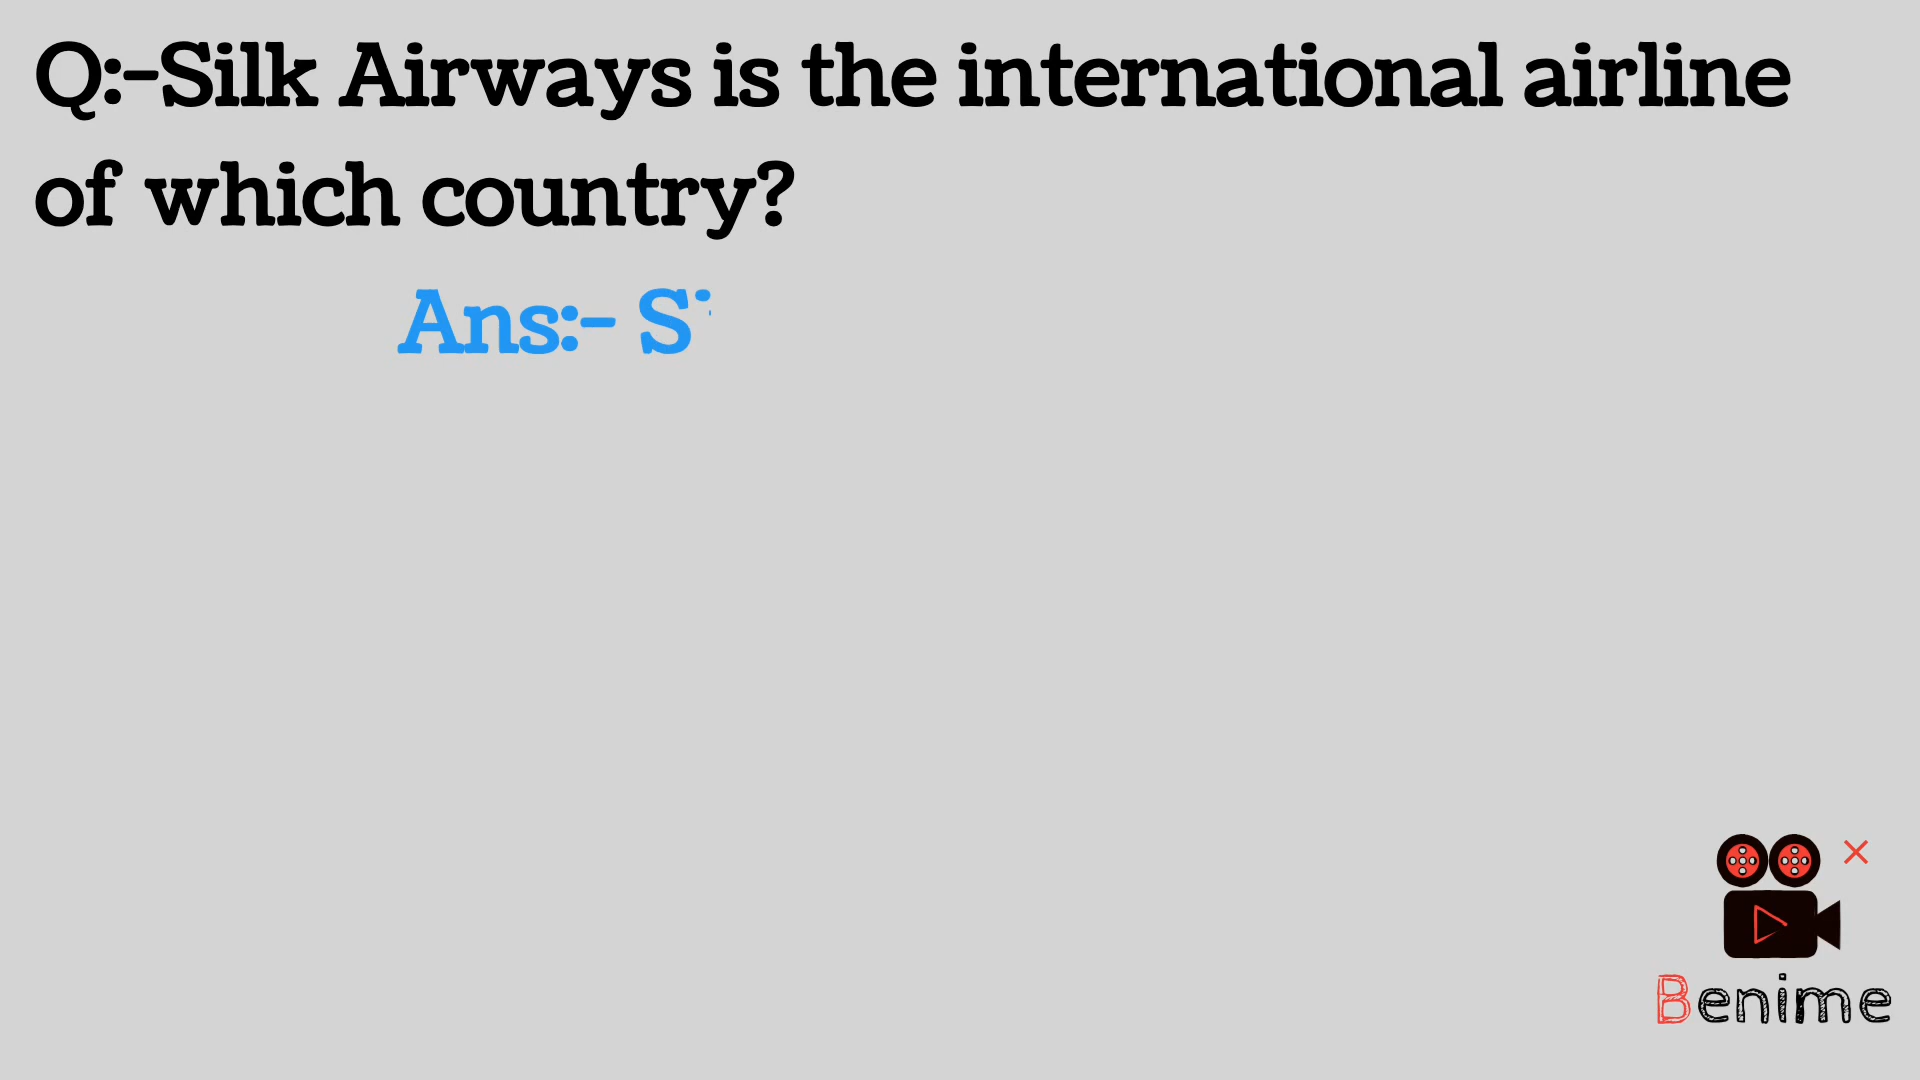 Q:-Silk Airways is the international airline
of which country?
Ans:- S
Benime